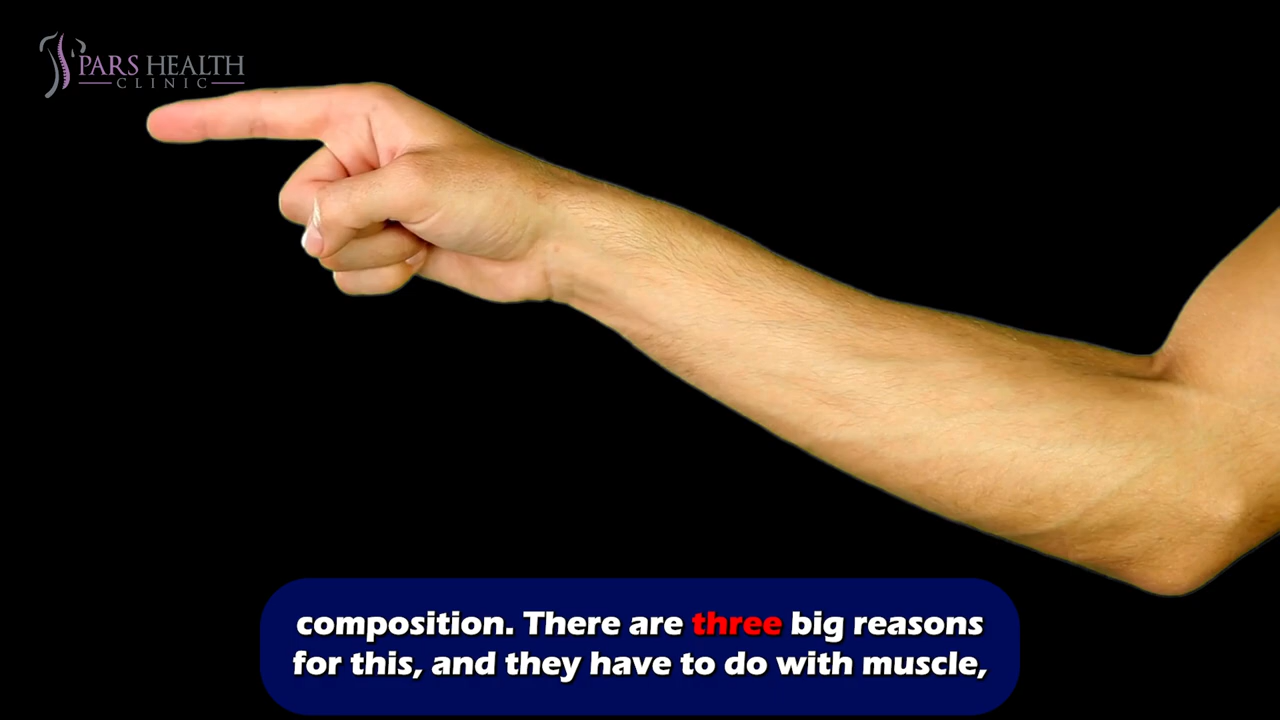 PARS HEALTH
CLINIC
composition. There are three big reasons
for this, and they have to do with muscle,